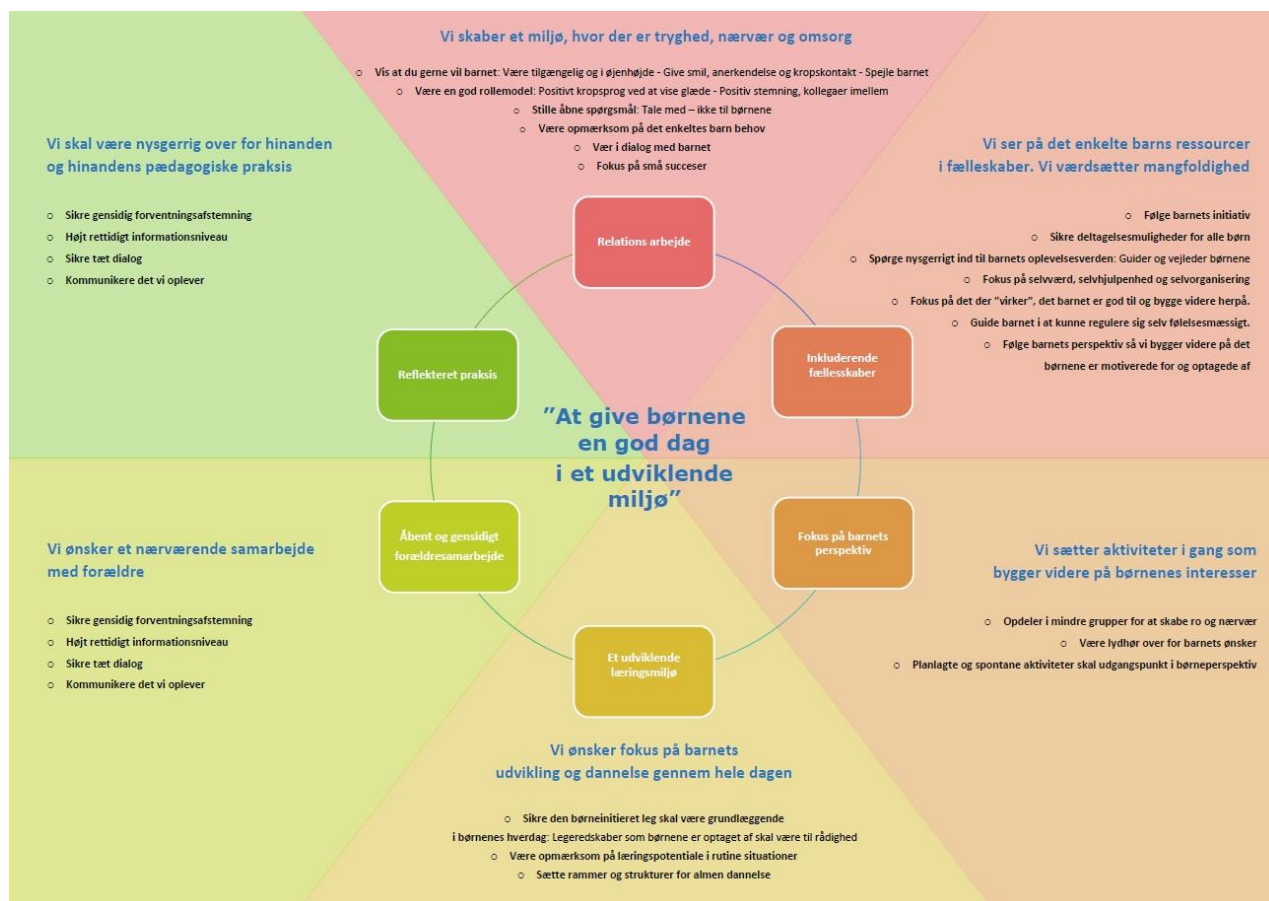 Vi skaber et miljø, hvor der er tryghed, nærvær og omsorg
o Vis at du gerne vil barnet: Være tilgængelig og i øjenhøjde - Give smil, anerkendelse og kropskontakt - Spejle barnet
o Være en god rollemodel: Positivt kropsprog ved at vise glæde - Positiv stemning, kollegaer imellem
o Stille åbne spørgsmål: Tale med – ikke til børnene
o Være opmærksom på det enkeltes barn behov
o Vær i dialog med barnet
o Fokus på små succeser
Relations arbejde
Vi ser på det enkelte barns ressourcer
i fælleskaber. Vi værdsætter mangfoldighed
o Følge barnets initiativ
o Sikre deltagelsesmuligheder for alle børn
o Spørge nysgerrigt ind til barnets oplevelsesverden: Guider og vejleder børnene
o Fokus på selvværd, selvhjulpenhed og selvorganisering
o Fokus på det der ”virker”, det barnet er god til og bygge videre herpå.
o Guide barnet i at kunne regulere sig selv følelsesmæssigt.
o Følge barnets perspektiv så vi bygger videre på det
børnene er motiverede for og optagede af
Inkluderende
fællesskaber
Fokus på barnets
perspektiv
Vi sætter aktiviteter i gang som
bygger videre på børnenes interesser
o Opdeler i mindre grupper for at skabe ro og nærvær
o Være lydhør over for barnets ønsker
o Planlagte og spontane aktiviteter skal udgangspunkt i børneperspektiv
Et udviklende
læringsmiljø
Vi ønsker fokus på barnets
udvikling og dannelse gennem hele dagen
o Sikre den børneinitieret leg skal være grundlæggende
i børnenes hverdag: Legeredskaber som børnene er optaget af skal være til rådighed
o Være opmærksom på læringspotentiale i rutine situationer
o Sætte rammer og strukturer for almen dannelse
Åbent og gensidigt
forældresamarbejde
Vi ønsker et nærværende samarbejde
med forældre
o Sikre gensidig forventningsafstemning
o Højt rettidigt informationsniveau
o Sikre tæt dialog
o Kommunikere det vi oplever
Reflekteret praksis
Vi skal være nysgerrig over for hinanden
og hinandens pædagogiske praksis
o Sikre gensidig forventningsafstemning
o Højt rettidigt informationsniveau
o Sikre tæt dialog
o Kommunikere det vi oplever
”At give børnene
en god dag
i et udviklende
miljø”